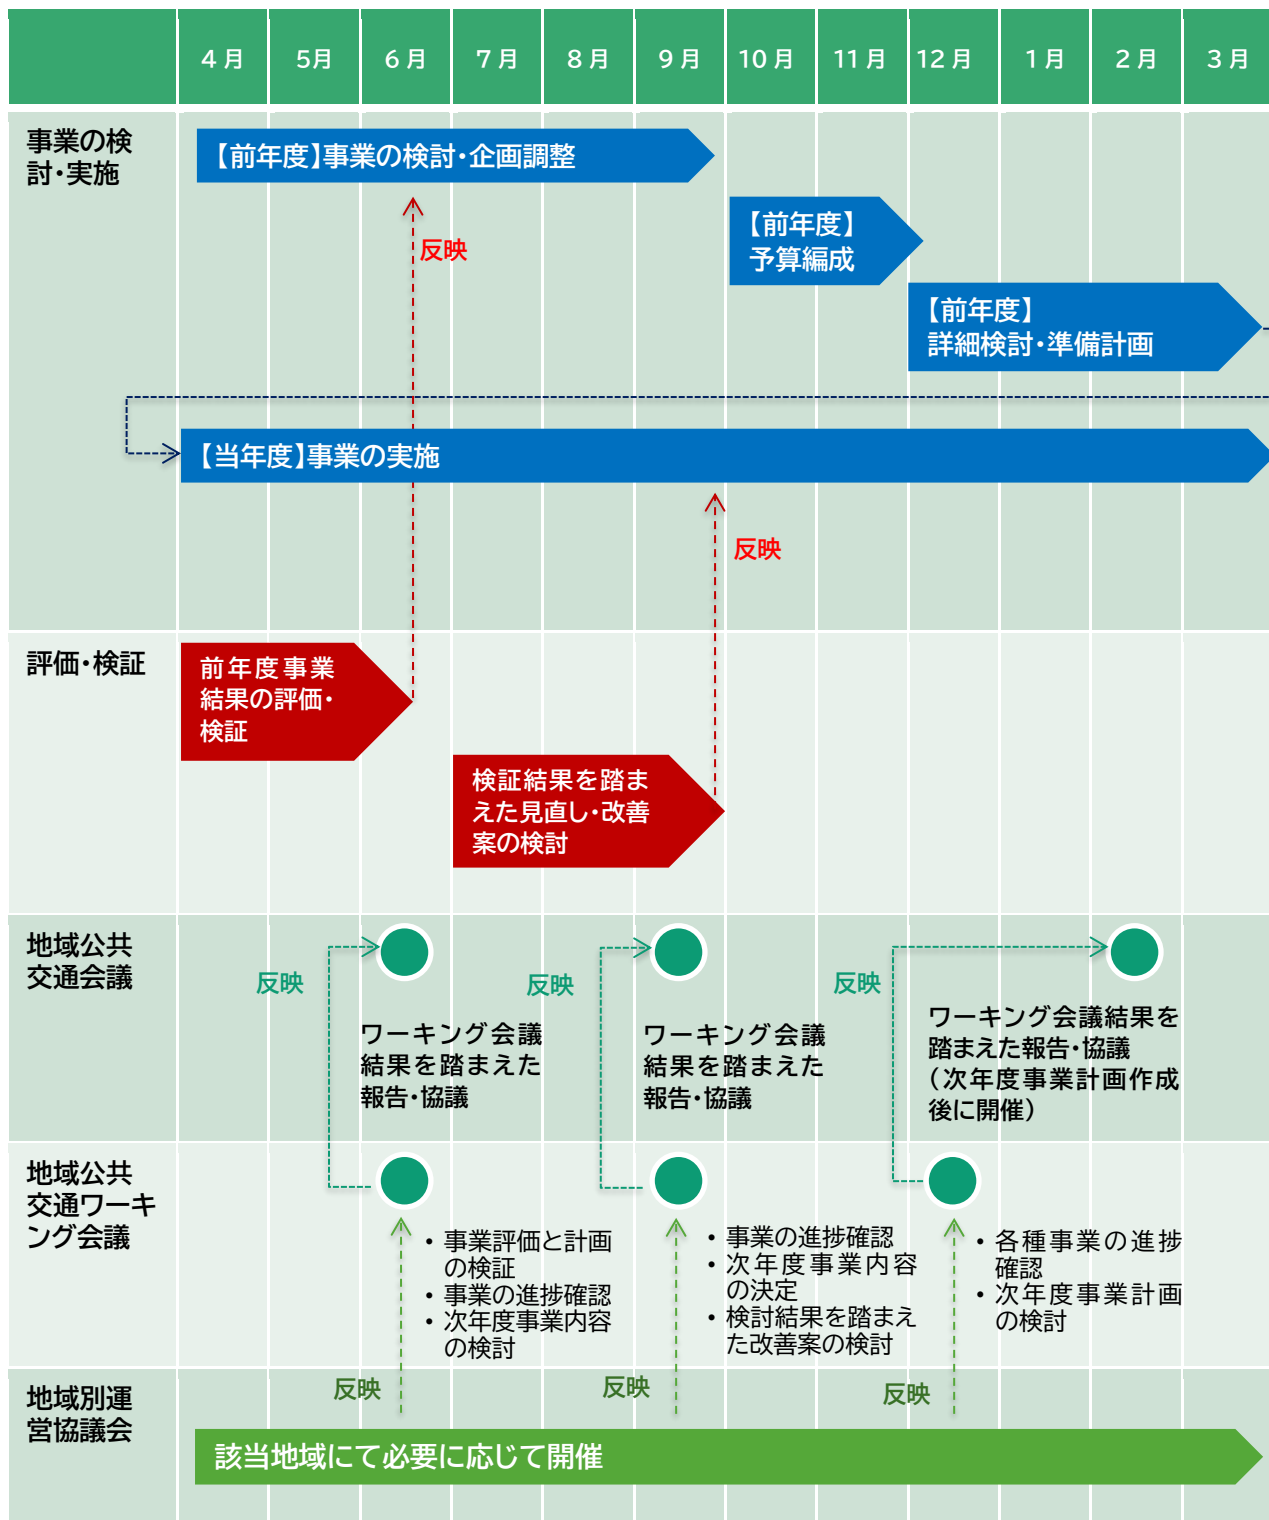 4月 5月 6月 7月 8月 9月 10月 11月 12月 1月 2月 3月
事業の検
討・実施
【前年度】事業の検討・企画調整
【前年度】
予算編成
反映
【前年度】
詳細検討・準備計画
【当年度】事業の実施
反映
評価・検証
前年度事業
結果の評価・
検証
検証結果を踏ま
えた見直し・改善
案の検討
地域公共
交通会議
反映
反映
反映
ワーキング会議
結果を踏まえた
報告・協議
ワーキング会議
結果を踏まえた
報告・協議
ワーキング会議結果を
踏まえた報告・協議
（次年度事業計画作成
後に開催）
地域公共
交通ワーキ
ング会議
・事業評価と計画
の検証
・事業の進捗確認
・次年度事業内容
の検討
・事業の進捗確認
・次年度事業内容
の決定
・検討結果を踏まえ
た改善案の検討
・各種事業の進捗
確認
・次年度事業計画
の検討
地域別運
営協議会
反映
反映
反映
該当地域にて必要に応じて開催